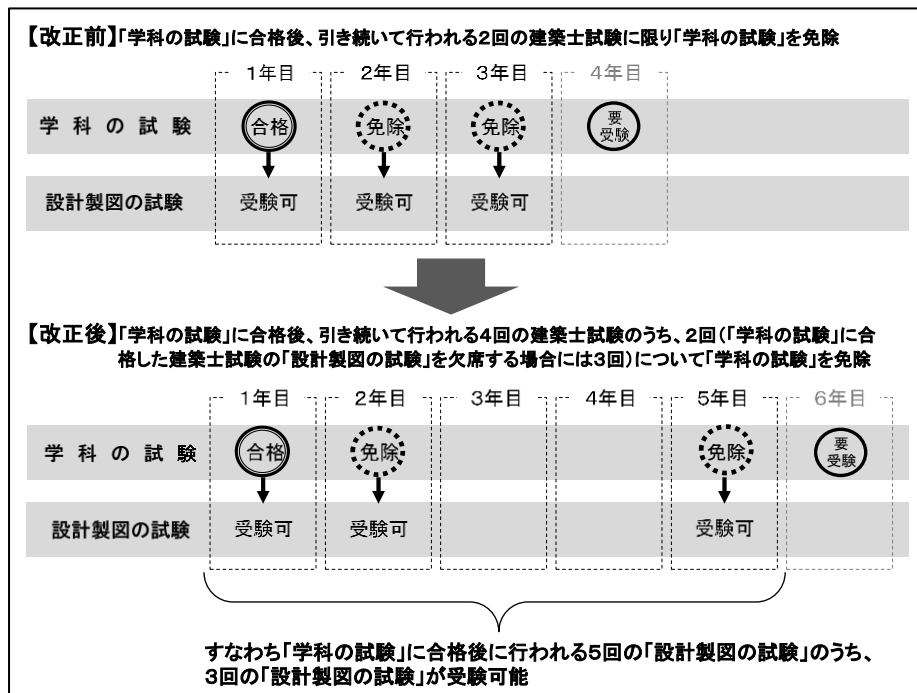 【改正前】「学科の試験」に合格後、引き続いて行われる2回の建築士試験に限り「学科の試験」を免除
1年目 2年目 3年目 4年目
学科の試験 合格 免除 免除 要受験
設計製図の試験 受験可 受験可 受験可
【改正後】「学科の試験」に合格後、引き続いて行われる4回の建築士試験のうち、2回(「学科の試験」に合
格した建築士試験の「設計製図の試験」を欠席する場合には3回)について「学科の試験」を免除
1年目 2年目 3年目 4年目 5年目 6年目
学科の試験 合格 免除 免除 要受験
設計製図の試験 受験可 受験可 受験可
すなわち「学科の試験」に合格後に行われる5回の「設計製図の試験」のうち、
3回の「設計製図の試験」が受験可能